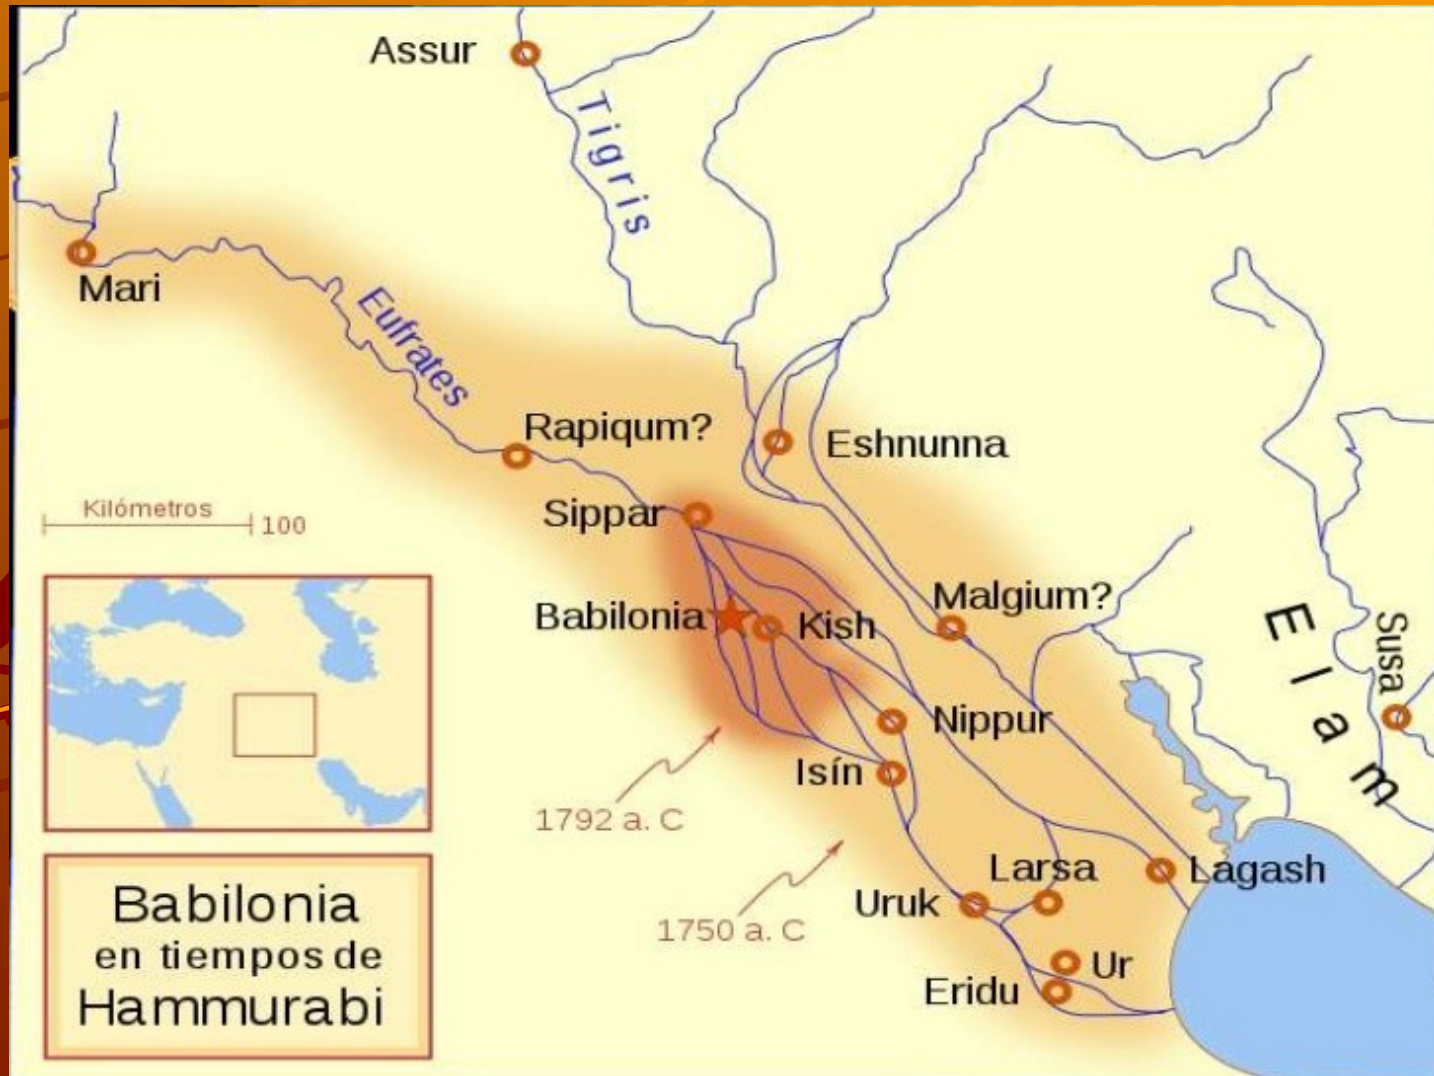 Assur
Tigris
Mari
Eufrates
Rapiqum?
Eshnunna
Sippar
Kilómetros
100
Babilonia
Kish
Malgium?
Elam
Susa
Nippur
Isín
1792 a. C
Larsa
Lagash
Uruk
1750 a. C
Ur
Eridu
Babilonia
en tiempos de
Hammurabi